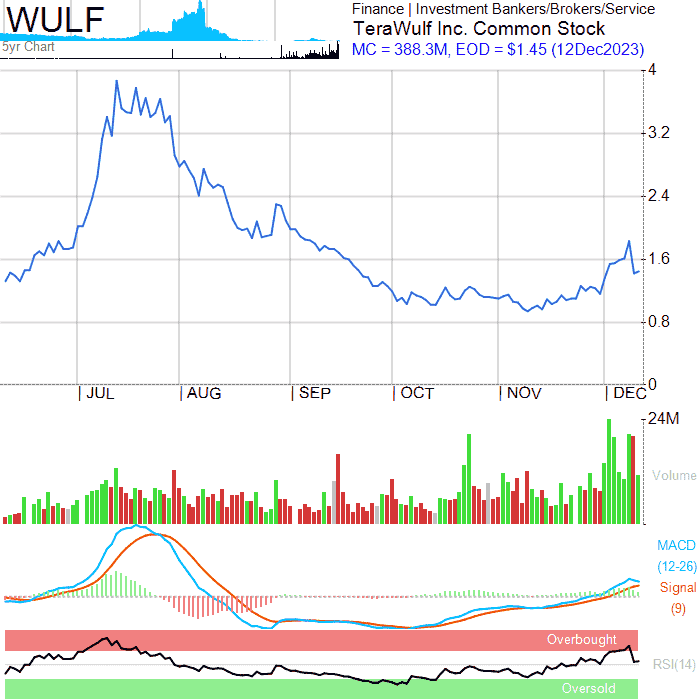 WULF
5yr Chart
Finance | Investment Bankers/Brokers/Service
TeraWulf Inc. Common Stock
MC = 388.3M, EOD = $1.45 (12Dec2023)
4
3.2
2.4
1.6
0.8
0
| JUL | AUG | SEP | OCT | NOV | DEC
24M
Volume
MACD
(12-26)
Signal
(9)
Overbought
RSI(14)
Oversold